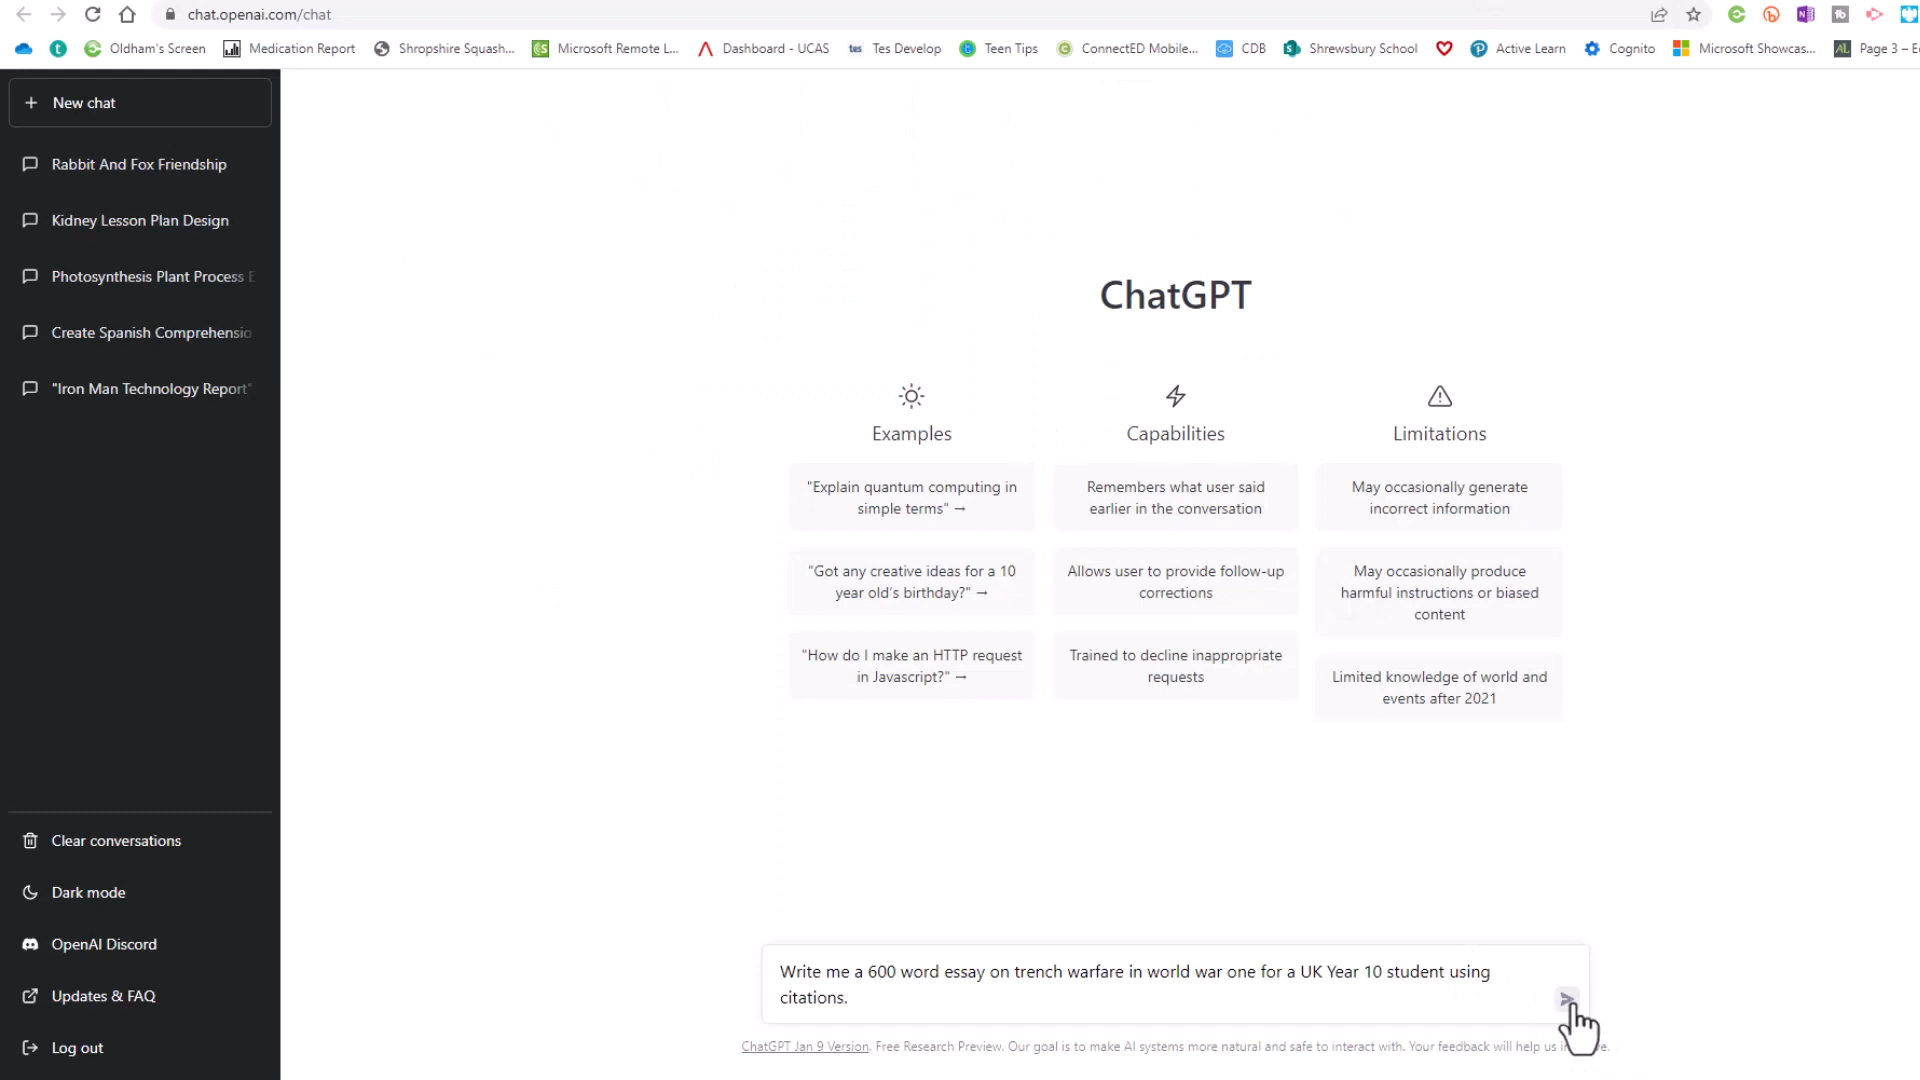 chat.openai.com/chat
Oldham's Screen
Medication Report
Shropshire Squash...
Microsoft Remote L...
Dashboard - UCAS
tes
Tes Develop
Teen Tips
ConnectED Mobile...
CDB
Shrewsbury School
Active Learn
Cognito
Microsoft Showcas...
AL
Page 3 – E
New chat
Rabbit And Fox Friendship
Kidney Lesson Plan Design
Photosynthesis Plant Process E
Create Spanish Comprehensio
"Iron Man Technology Report"
Clear conversations
Dark mode
OpenAI Discord
Updates & FAQ
Log out
ChatGPT
Examples
"Explain quantum computing in
simple terms" →
"Got any creative ideas for a 10
year old's birthday?" →
"How do I make an HTTP request
in Javascript?" →
Capabilities
Remembers what user said
earlier in the conversation
Allows user to provide follow-up
corrections
Trained to decline inappropriate
requests
Limitations
May occasionally generate
incorrect information
May occasionally produce
harmful instructions or biased
content
Limited knowledge of world and
events after 2021
Write me a 600 word essay on trench warfare in world war one for a UK Year 10 student using
citations.
ChatGPT Jan 9 Version. Free Research Preview. Our goal is to make AI systems more natural and safe to interact with. Your feedback will help us